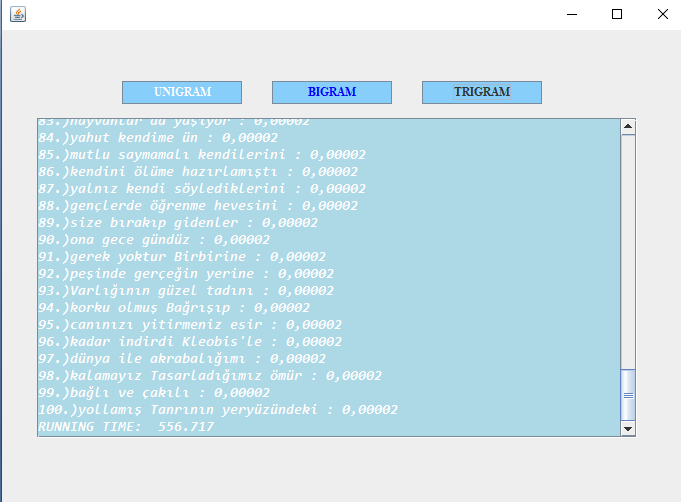 UNIGRAM BIGRAM TRIGRAM
83.)hayvanlar da yaşıyor : 0,00002
84.)yahut kendime ün : 0,00002
85.)mutlu saymamalı kendilerini : 0,00002
86.)kendini ölüme hazırlamıştı : 0,00002
87.)yalnız kendi söylediklerini : 0,00002
88.)gençlerde öğrenme hevesini : 0,00002
89.)size bırakıp gidenler : 0,00002
90.)ona gece gündüz : 0,00002
91.)gerek yoktur Birbirine : 0,00002
92.)peşinde gerçeğin yerine : 0,00002
93.)Varlığının güzel tadını : 0,00002
94.)korku olmuş Bağrışıp : 0,00002
95.)canınızı yitirmeniz esir : 0,00002
96.)kadar indirdi Kleobis'le : 0,00002
97.)dünya ile akrabalığımı : 0,00002
98.)kalamayız Tasarladığımız ömür : 0,00002
99.)bağlı ve çakılı : 0,00002
100.)yollamış Tanrının yeryüzündeki : 0,00002
RUNNING TIME:  556.717